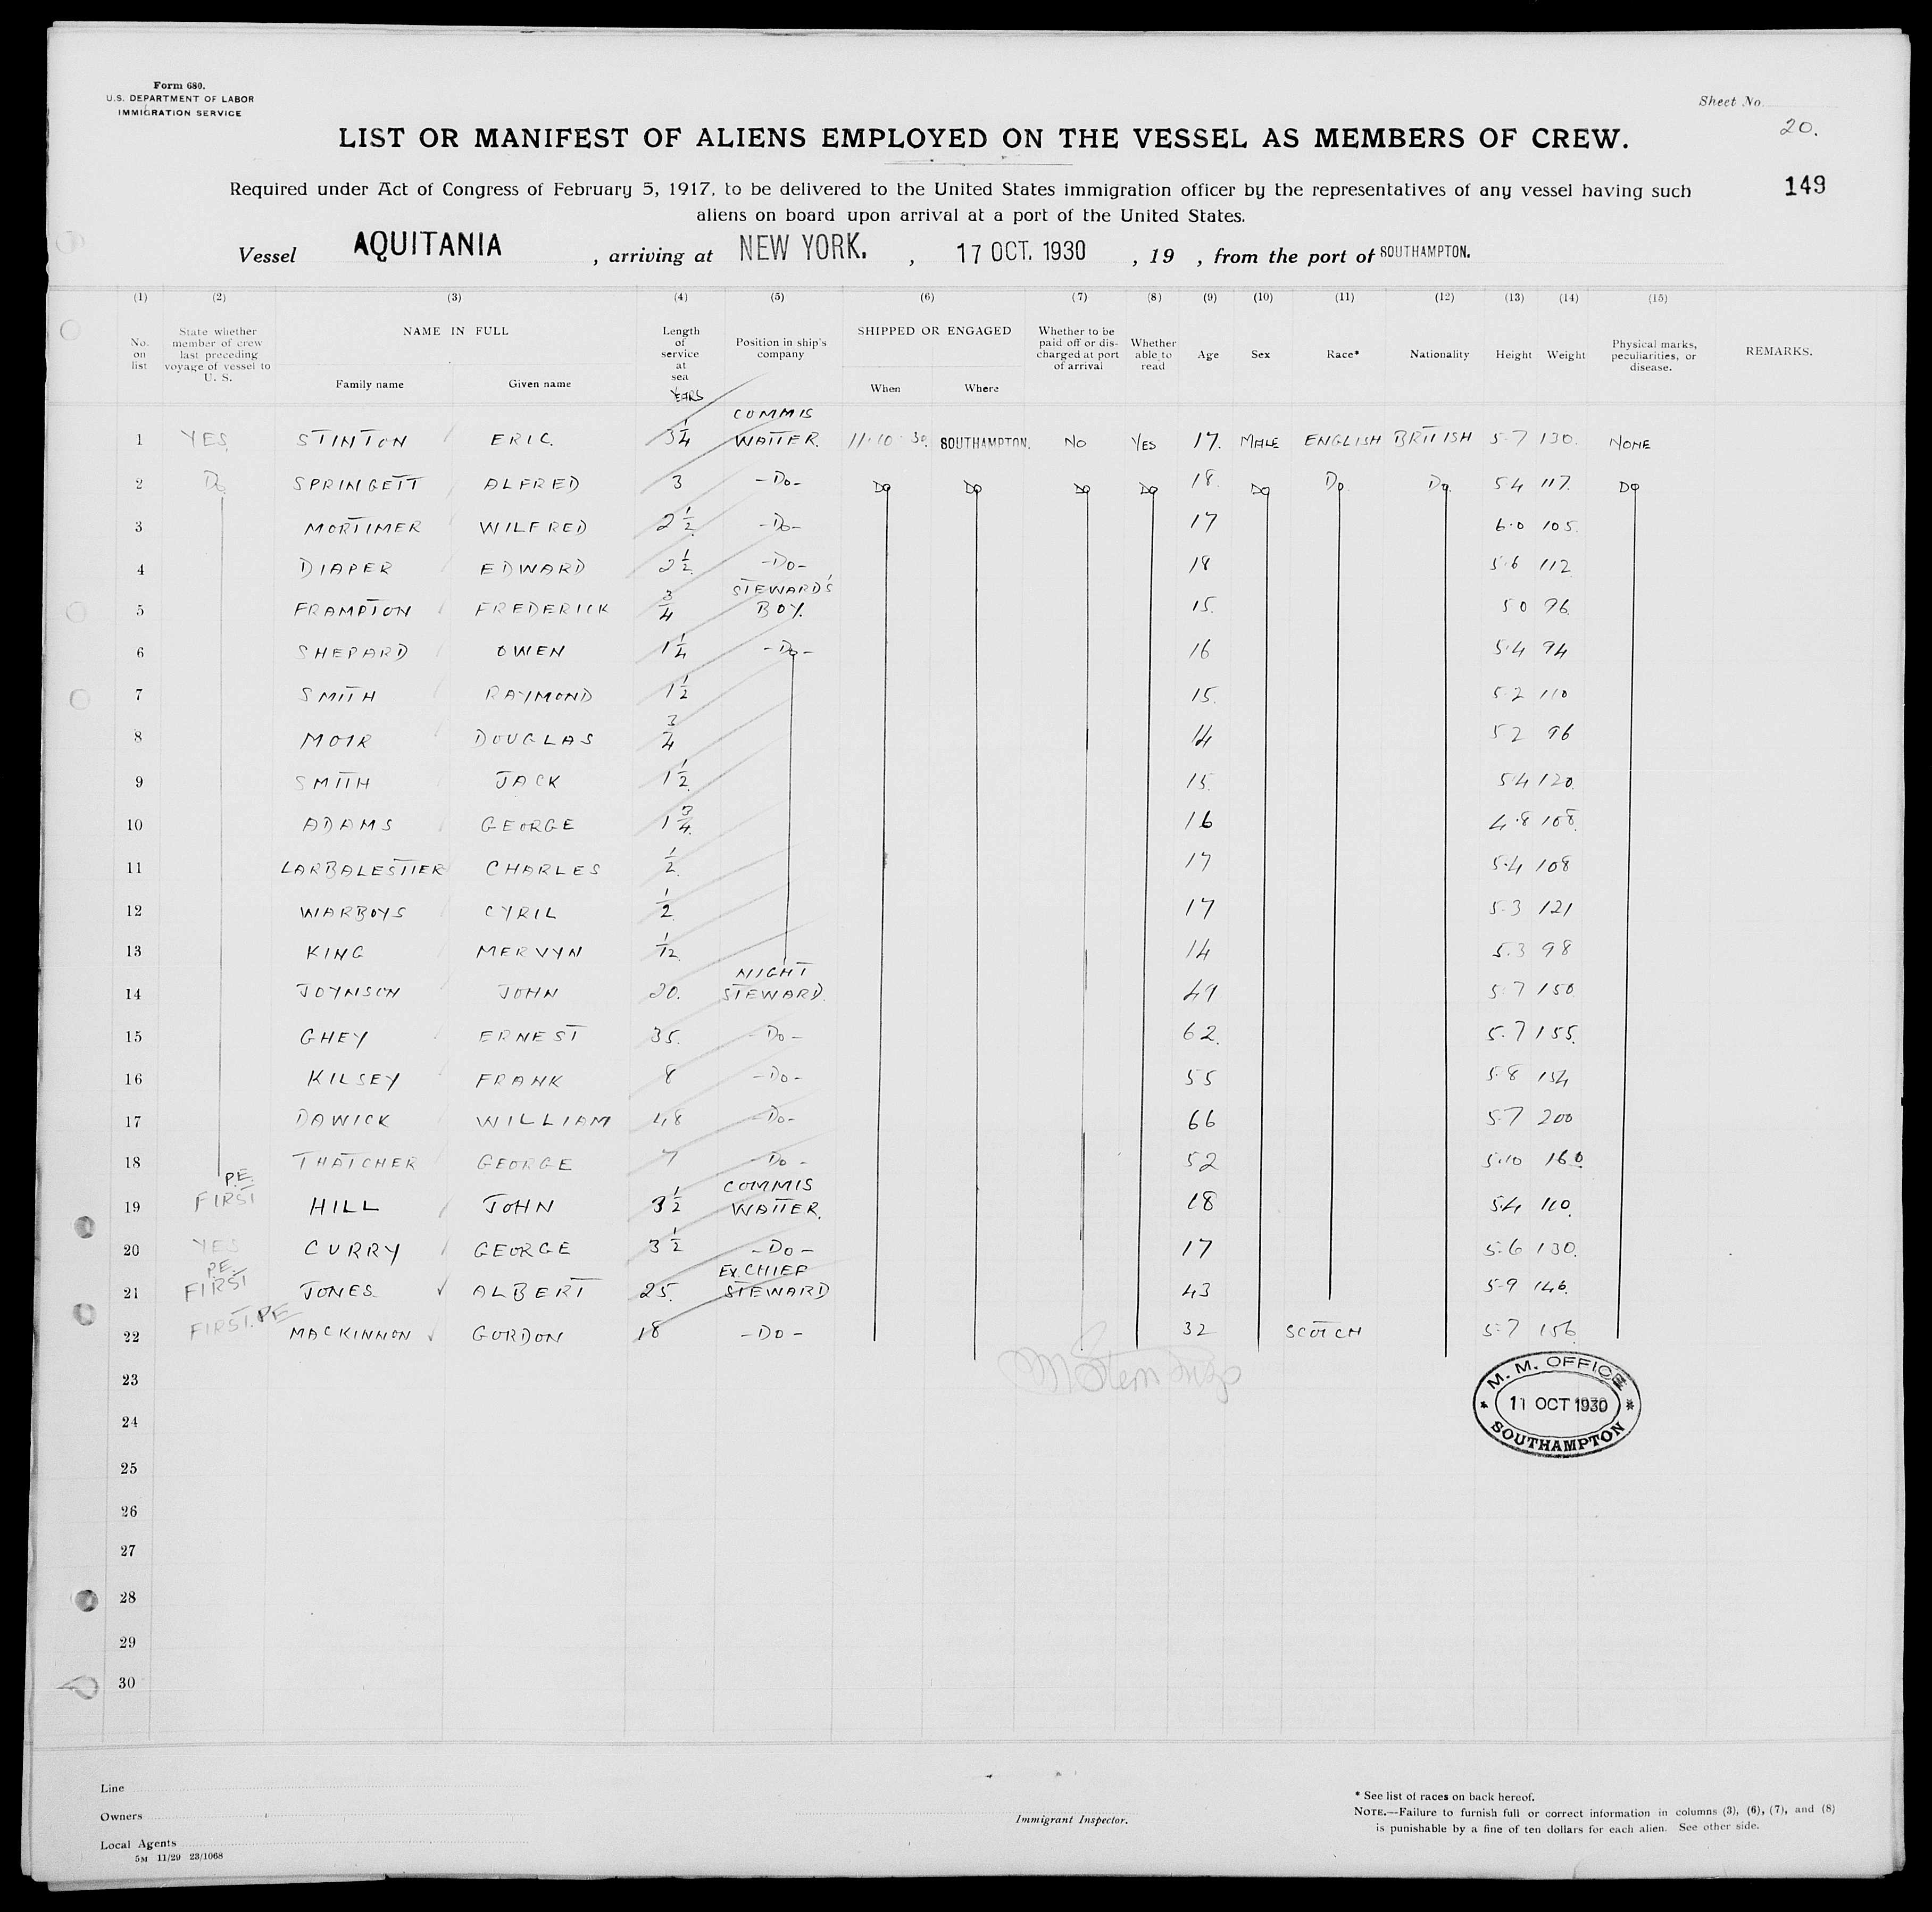 Form 680.
U.S. DEPARTMENT OF LABOR
IMMIGRATION SERVICE
Sheet No.
20.
LIST OR MANIFEST OF ALIENS EMPLOYED ON THE VESSEL AS MEMBERS OF CREW.
149
Required under Act of Congress of February 5, 1917, to be delivered to the United States immigration officer by the representatives of any vessel having such
aliens on board upon arrival at a port of the United States.
Vessel AQUITANIA , arriving at NEW YORK. , 17 OCT. 1930 , 19 , from the port of SOUTHAMPTON.
(1) (2) (3) (4) (5) (6) (7) (8) (9) (10) (11) (12) (13) (14) (15)
No. on list State whether member of crew last preceding voyage of vessel to U. S. NAME IN FULL Family name Given name Length of service at sea YEARS Position in ship's company SHIPPED OR ENGAGED When Where Whether to be paid off or discharged at port of arrival Whether able to read Age Sex Race* Nationality Height Weight Physical marks, peculiarities, or disease. REMARKS.
1 YES STINTON ERIC. 3 1/4 COMMIS WAITER. 11.10.30. SOUTHAMPTON. NO YES 17. MALE ENGLISH BRITISH 5.7 130. NONE
2 DO SPRINGETT ALFRED 3 -DO- DO DO DO DO 18. DO DO DO 5.4 117. DO
3 MORTIMER WILFRED 2 1/2 -DO- 17 6.0 105.
4 DIAPER EDWARD 2 1/2 -DO- 18 5.6 112
5 FRAMPTON FREDERICK 3/4 STEWARD'S BOY. 15. 5 0 96.
6 SHEPARD OWEN 1 1/4 -DO- 16 5.4 94
7 SMITH RAYMOND 1 1/2 15. 5.2 110
8 MOIR DOUGLAS 3/4 14 5 2 96
9 SMITH JACK 1 1/2 15. 5.4 120.
10 ADAMS GEORGE 1 3/4 16 4.8 108.
11 LARBALESTIER CHARLES 1/2 17 5.4 108
12 WARBOYS CYRIL 1/2 17 5.3 121
13 KING MERVYN 1/12 14 5.3 98
14 JOYNSON JOHN 20. NIGHT STEWARD. 49 5.7 150
15 GHEY ERNEST 35. DO- 62. 5.7 155.
16 KILSEY FRANK 8 -DO- 55 5.8 154
17 DAWICK WILLIAM 48 -DO- 66 5.7 200
18 THATCHER GEORGE 7 DO - 52 5.10 160
19 P.E. FIRST HILL JOHN 3 1/2 COMMIS WAITER. 18 5.4 110.
20 YES CURRY GEORGE 3 1/2 -DO- 17 5.6 130.
21 P.E. FIRST JONES ALBERT 25. EX.CHIEF STEWARD 43 5.9 146.
22 FIRST. PE MACKINNON GORDON 18 -DO- 32 SCOTCH 5.7 156
23
24
25
26
27
28
29
30
M. M. OFFICE
11 OCT 1930
SOUTHAMPTON
Line
Owners
Local Agents
5M 11/29 23/1068
Immigrant Inspector.
* See list of races on back hereof.
NOTE.—Failure to furnish full or correct information in columns (3), (6), (7), and (8)
is punishable by a fine of ten dollars for each alien. See other side.